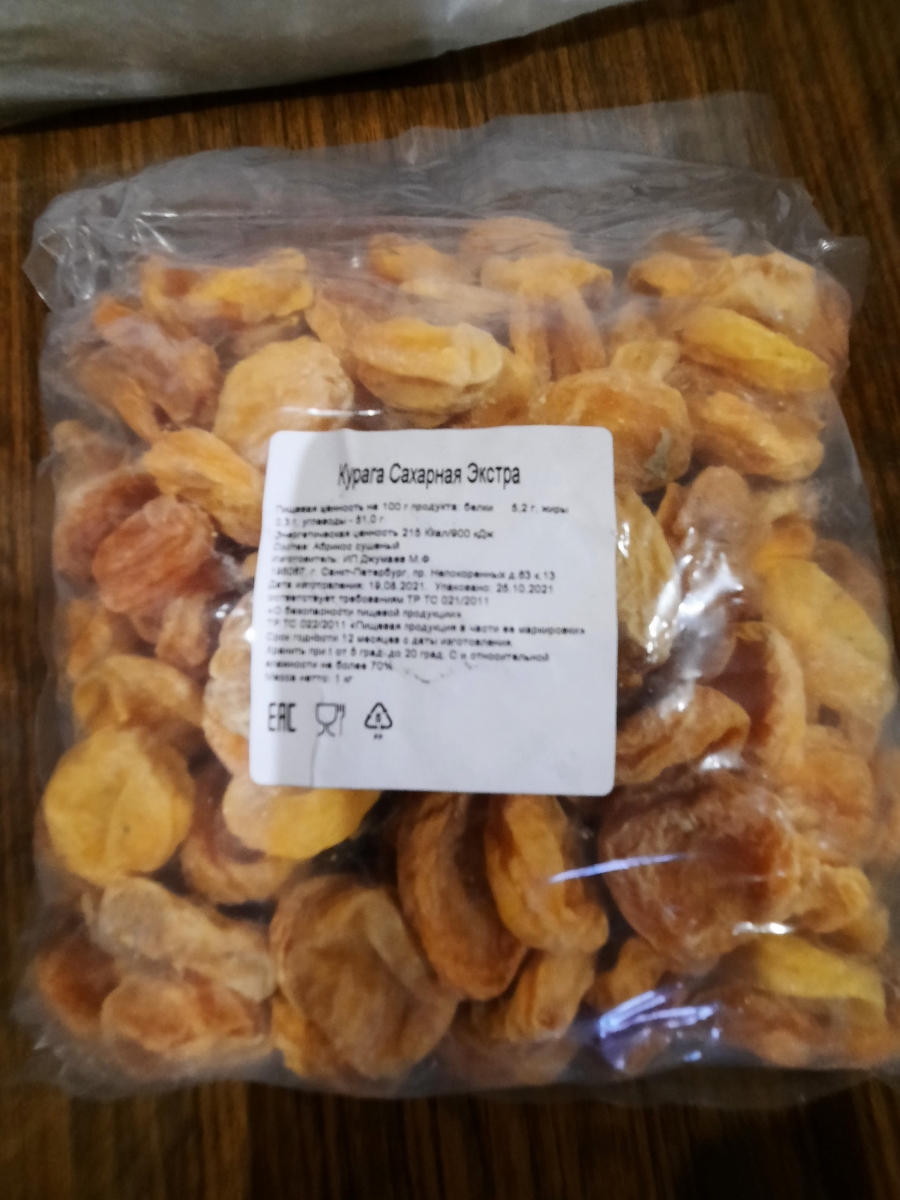 Курага Сахарная Экстра
Пищевая ценность на 100 г продукта: белки 5,2 г, жиры
0,3 г, углеводы - 51,0 г.
Энергетическая ценность 215 Ккал/900 кДж
Состав: Абрикос сушеный
Изготовитель: ИП Джумаев М.Ф
195067, г. Санкт-Петербург, пр. Непокоренных д.63 к.13
Дата изготовления: 19.08.2021. Упаковано: 25.10.2021
соответствует требованиям ТР ТС 021/2011
«О безопасности пищевой продукции»
ТР ТС 022/2011 «Пищевая продукция в части ее маркировки»
Срок годности 12 месяцев с даты изготовления.
Хранить при t от 5 град. до 20 град. С и относительной
влажности не более 70%
Масса нетто: 1 кг
EAC